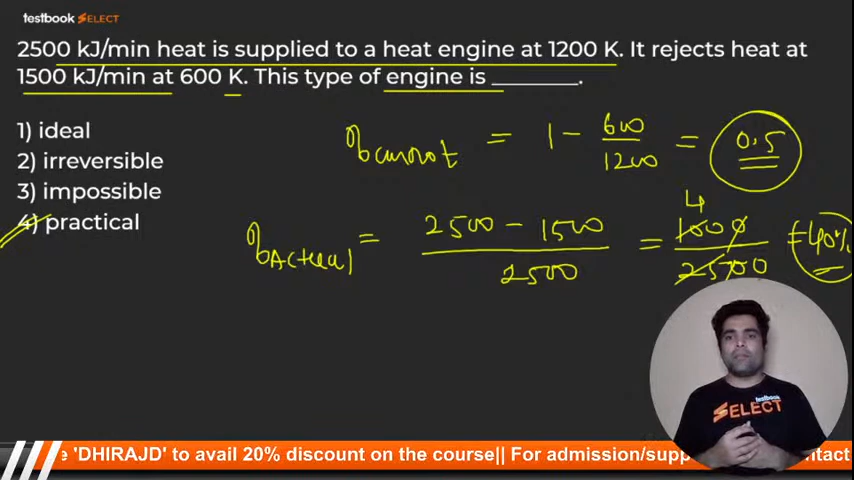 testbook SELECT
2500 kJ/min heat is supplied to a heat engine at 1200 K. It rejects heat at
1500 kJ/min at 600 K. This type of engine is ________.
1) ideal
2) irreversible
3) impossible
4) practical
ηcarnot = 1 - 600/1200 = 0.5
ηActual = 2500 - 1500/2500 = 1000/2500 4 = 40%
testbook
SELECT
e 'DHIRAJD' to avail 20% discount on the course|| For admission/supp ontact